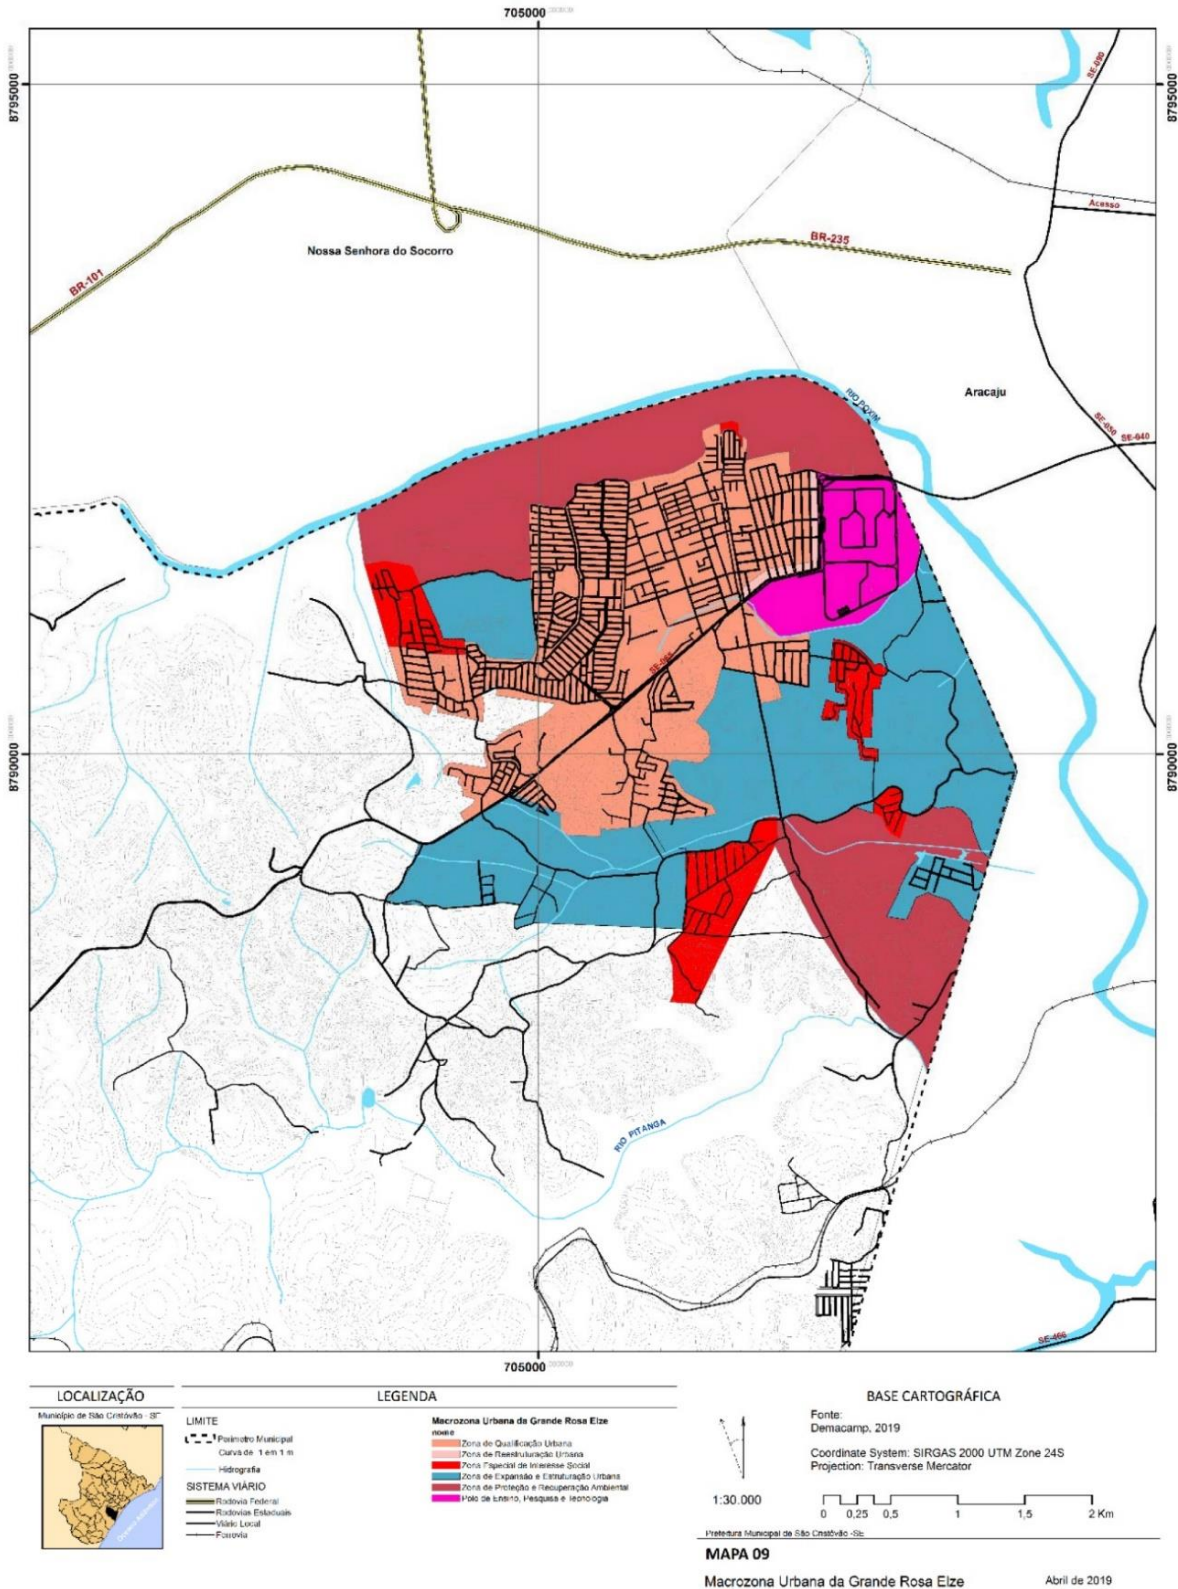 705000
8795000
8795000
SE-090
Acesso
BR-235
Nossa Senhora do Socorro
BR-101
RIO POXIM
Aracaju
SE-050
SE-040
SE-065
8790000
8790000
RIO PITANGA
SE-466
705000
LOCALIZAÇÃO
Município de São Cristóvão - SE
Oceano Atlântico
LEGENDA
LIMITE
Perímetro Municipal
Curva de 1 em 1 m
Hidrografia
SISTEMA VIÁRIO
Rodovia Federal
Rodovias Estaduais
Viário Local
Ferrovia
Macrozona Urbana da Grande Rosa Elze
nome
Zona de Qualificação Urbana
Zona de Reestruturação Urbana
Zona Especial de Interesse Social
Zona de Expansão e Estruturação Urbana
Zona de Proteção e Recuperação Ambiental
Polo de Ensino, Pesquisa e Tecnologia
BASE CARTOGRÁFICA
Fonte:
Demacamp, 2019
Coordinate System: SIRGAS 2000 UTM Zone 24S
Projection: Transverse Mercator
1:30.000
0 0,25 0,5 1 1,5 2 Km
Prefeitura Municipal de São Cristóvão -SE
MAPA 09
Macrozona Urbana da Grande Rosa Elze
Abril de 2019